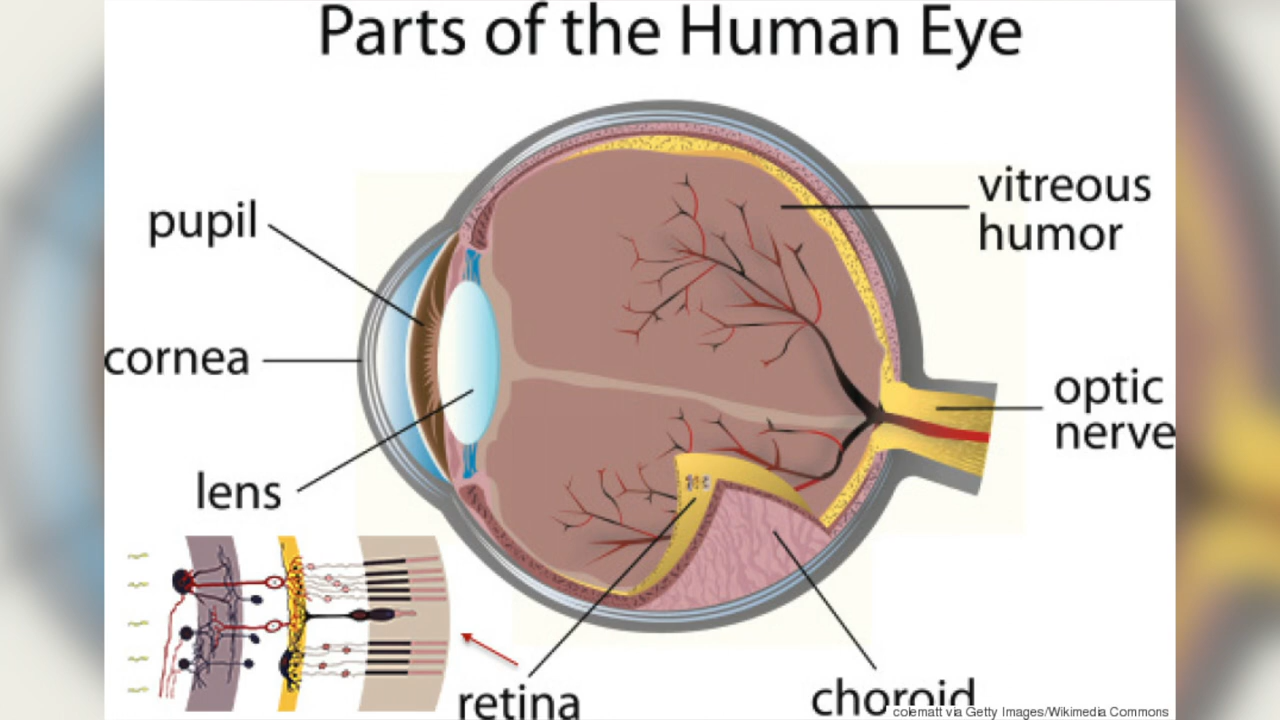 Parts of the Human Eye
vitreous
humor
pupil
cornea
optic
nerve
lens
retina
choroid
colematt via Getty Images/Wikimedia Commons